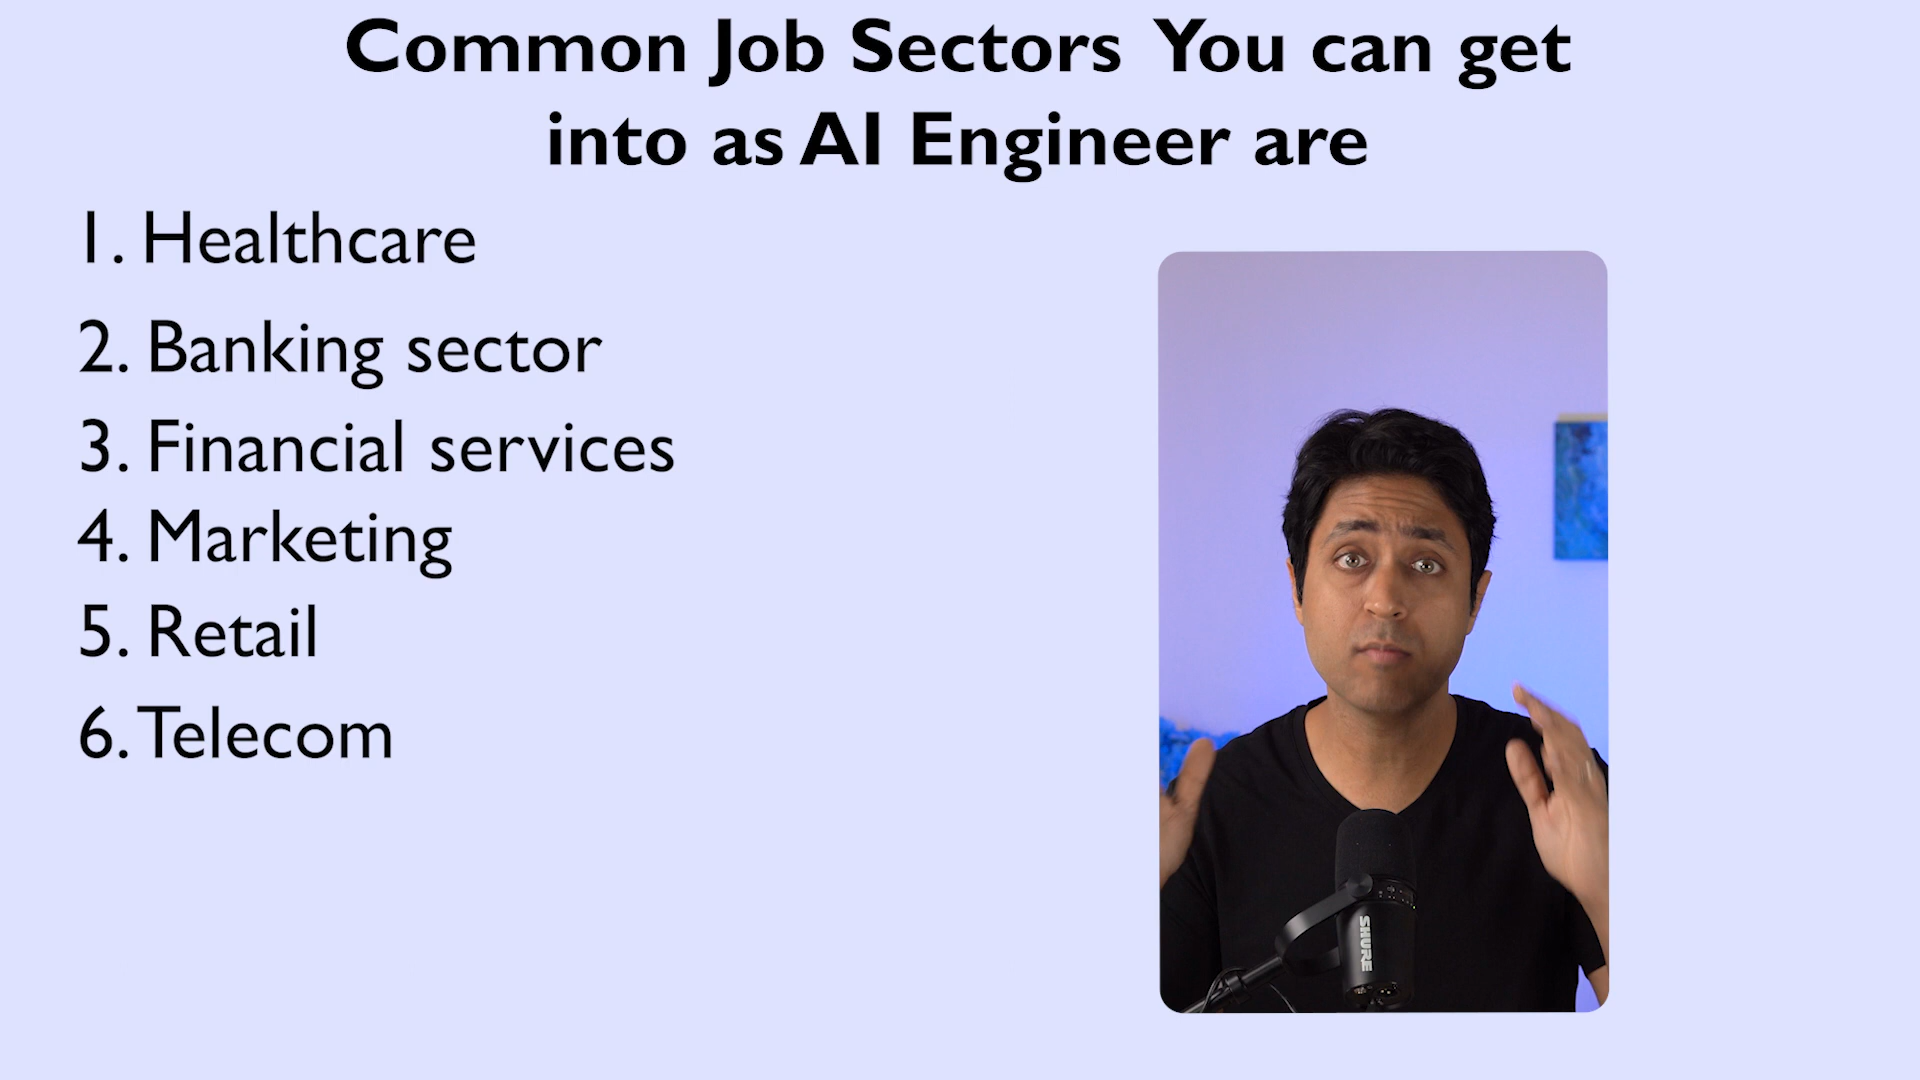 Common Job Sectors You can get
into as AI Engineer are
1. Healthcare
2. Banking sector
3. Financial services
4. Marketing
5. Retail
6. Telecom
SHURE